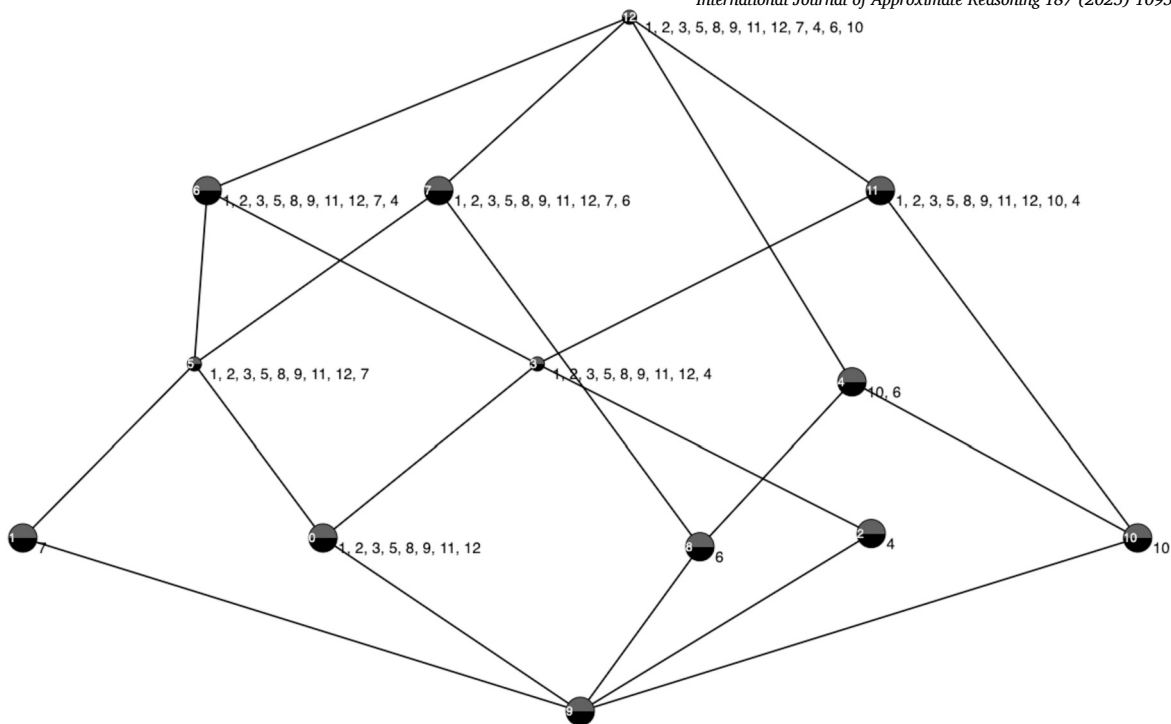 International Journal of Approximate Reasoning 187 (2025) 1095
12
1, 2, 3, 5, 8, 9, 11, 12, 7, 4, 6, 10
6
1, 2, 3, 5, 8, 9, 11, 12, 7, 4
7
1, 2, 3, 5, 8, 9, 11, 12, 7, 6
11
1, 2, 3, 5, 8, 9, 11, 12, 10, 4
5
1, 2, 3, 5, 8, 9, 11, 12, 7
3
1, 2, 3, 5, 8, 9, 11, 12, 4
4
10, 6
1
7
0
1, 2, 3, 5, 8, 9, 11, 12
8
6
2
4
10
10
9